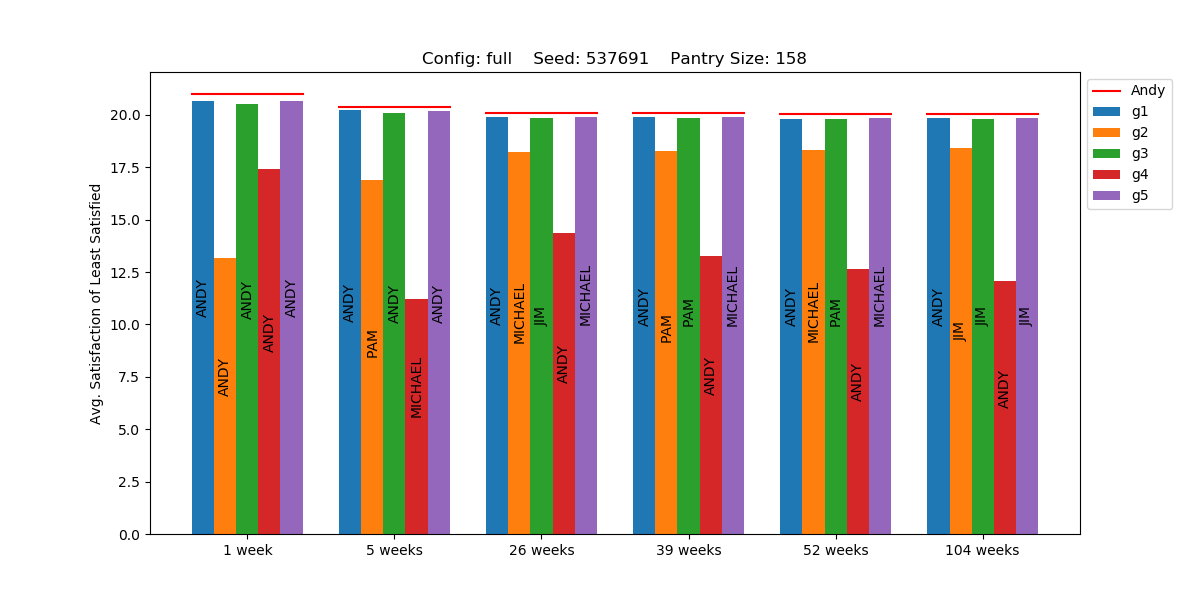 Config: full    Seed: 537691    Pantry Size: 158
Avg. Satisfaction of Least Satisfied
20.0
17.5
15.0
12.5
10.0
7.5
5.0
2.5
0.0
ANDY
ANDY
ANDY
ANDY
ANDY
ANDY
PAM
ANDY
MICHAEL
ANDY
ANDY
MICHAEL
JIM
ANDY
MICHAEL
ANDY
PAM
PAM
ANDY
MICHAEL
ANDY
MICHAEL
PAM
ANDY
MICHAEL
ANDY
JIM
JIM
ANDY
JIM
1 week
5 weeks
26 weeks
39 weeks
52 weeks
104 weeks
Andy
g1
g2
g3
g4
g5